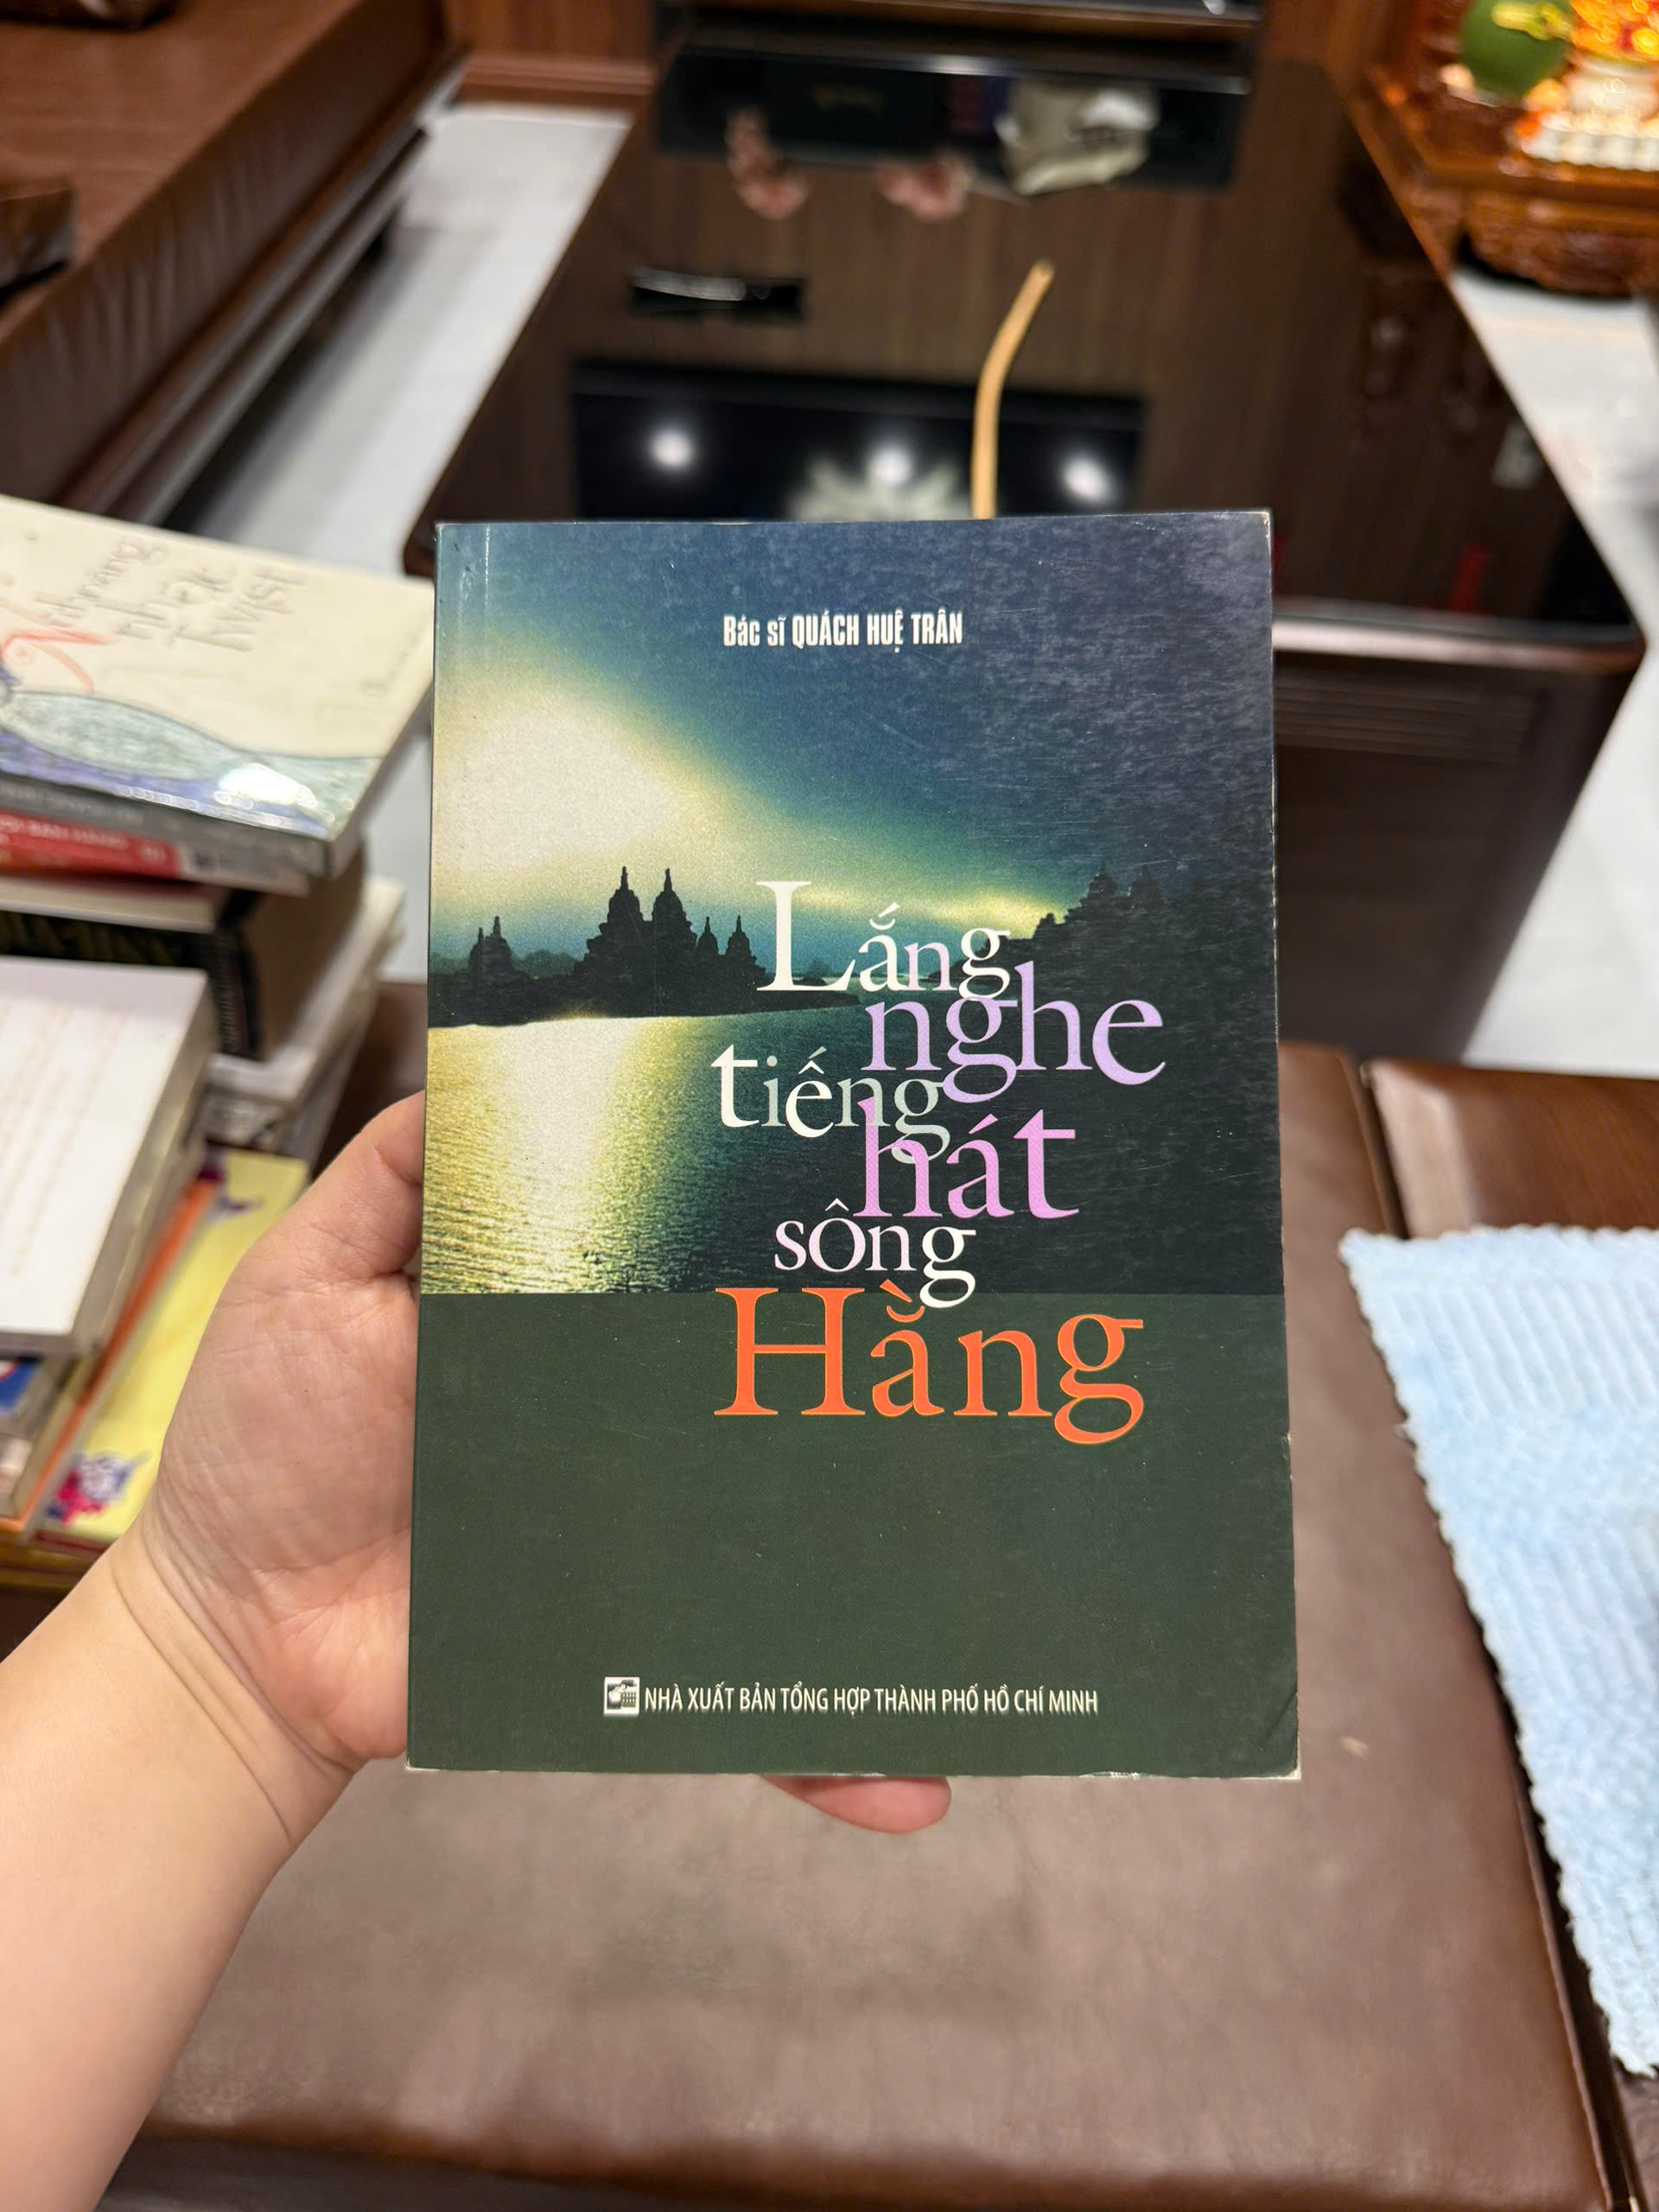 Bác sĩ QUÁCH HUỆ TRÂN
Lắng
nghe
tiếng
hát
sông
Hằng
NHÀ XUẤT BẢN TỔNG HỢP THÀNH PHỐ HỒ CHÍ MINH